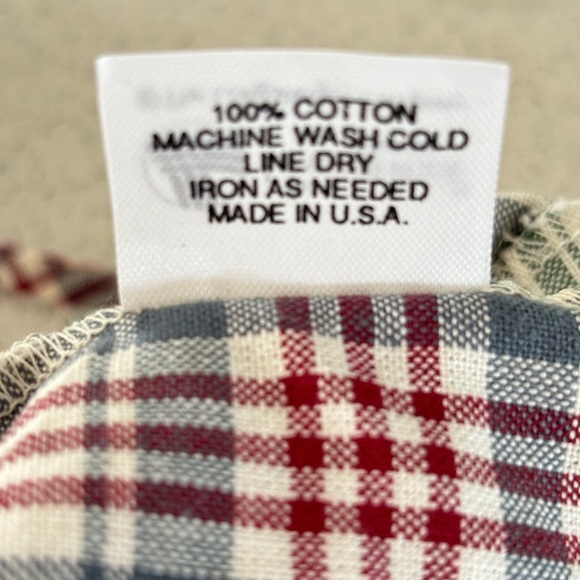 100% COTTON
MACHINE WASH COLD
LINE DRY
IRON AS NEEDED
MADE IN U.S.A.